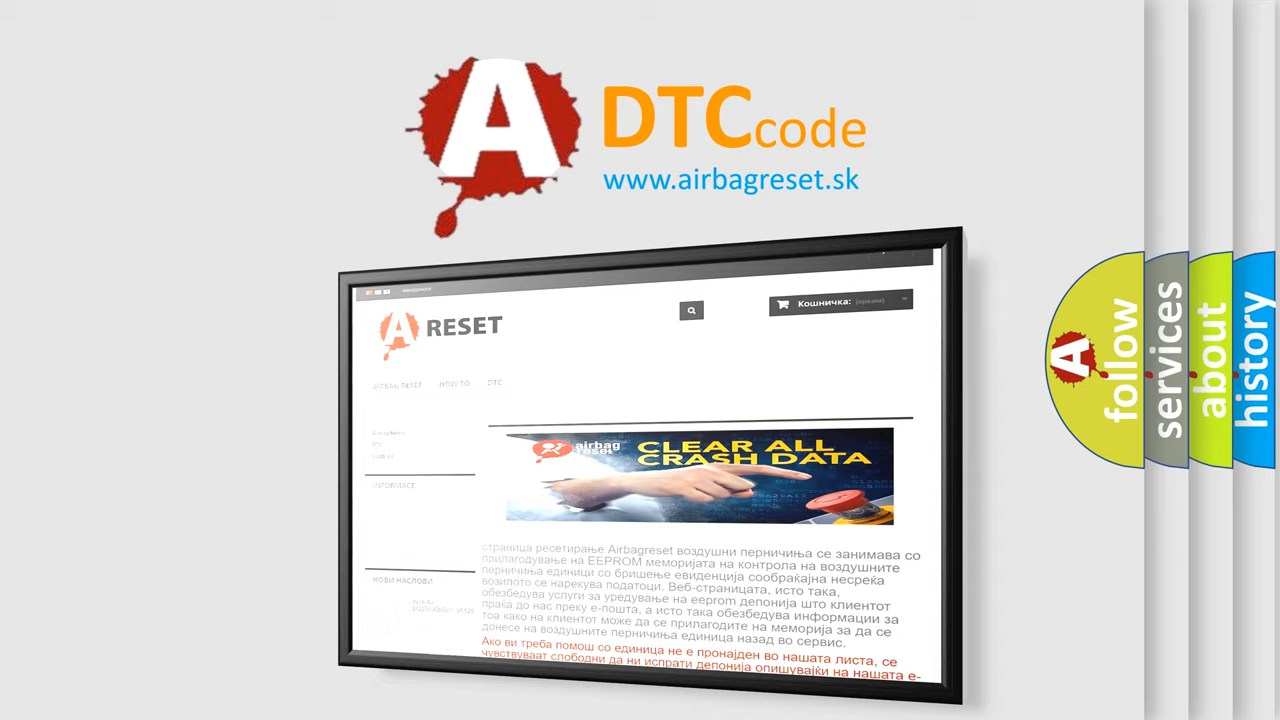 A DTC code
www.airbagreset.sk
Кошничка: (празни)
A RESET
AIRBAG RESET HOW TO DTC
airbag reset
CLEAR ALL
CRASH DATA
INFORMACE
НОВИ НАСЛОВИ
страница ресетирање Airbagreset воздушни перничиња се занимава со
прилагодување на EEPROM меморијата на контрола на воздушните
перничиња единици со бришење евиденција сообраќајна несреќа
возилото се нарекува податоци. Веб-страницата, исто така,
обезбедува услуги за уредување на eeprom депонија што клиентот
праќа до нас преку е-пошта, а исто така обезбедува информации за
тоа како на клиентот може да се прилагодите на меморија за да се
донесе на воздушните перничиња единица назад во сервис.
Ако ви треба помош со единица не е пронајден во нашата листа, се
чувствуваат слободни да ни испрати депонија опишувајќи на нашата е-
A follow
services
about
history